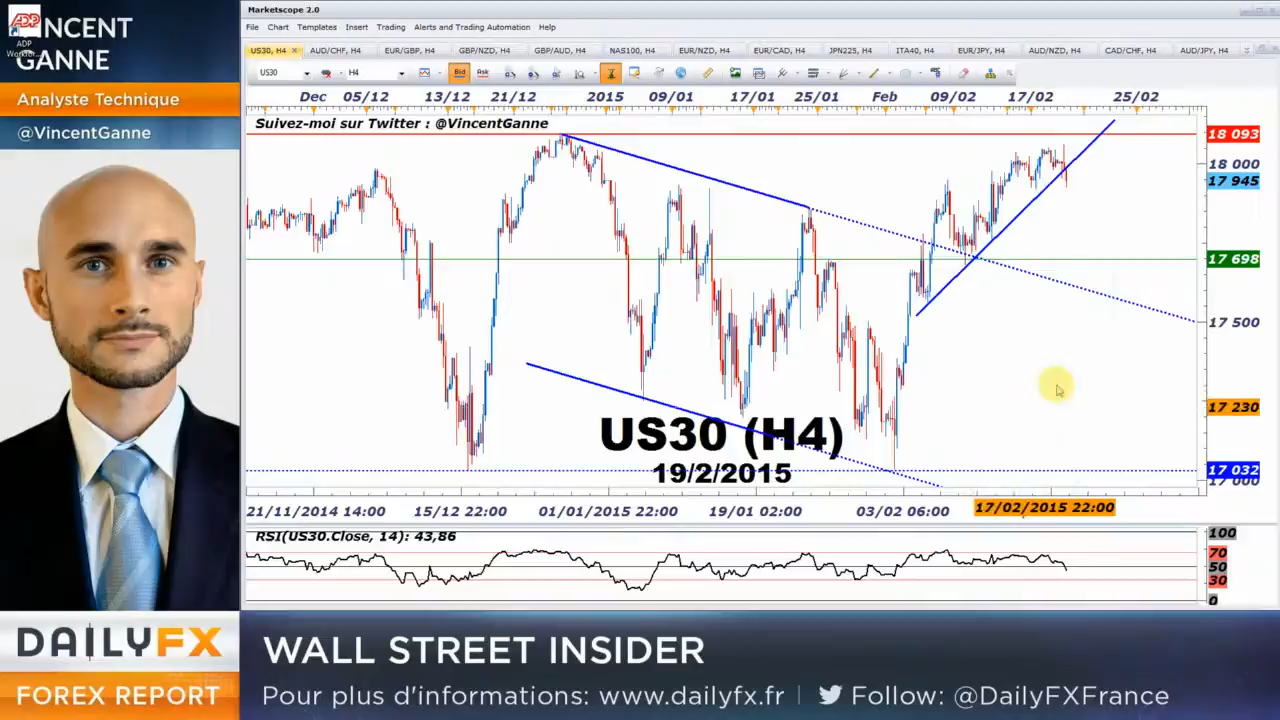 ADP
VINCENT
GANNE
Analyste Technique
@VincentGanne
Marketscope 2.0
File Chart Templates Insert Trading Alerts and Trading Automation Help
US30, H4 AUD/CHF, H4 EUR/GBP, H4 GBP/NZD, H4 GBP/AUD, H4 NAS100, H4 EUR/NZD, H4 EUR/CAD, H4 JPN225, H4 ITA40, H4 EUR/JPY, H4 AUD/NZD, H4 CAD/CHF, H4 AUD/JPY, H4
US30 H4 Bid Ask
Dec 05/12 13/12 21/12 2015 09/01 17/01 25/01 Feb 09/02 17/02 25/02
Suivez-moi sur Twitter : @VincentGanne
18 093
18 000
17 945
17 698
17 500
17 230
17 032
17 000
US30 (H4)
19/2/2015
21/11/2014 14:00 15/12 22:00 01/01/2015 22:00 19/01 02:00 03/02 06:00 17/02/2015 22:00
RSI(US30.Close, 14): 43,86
100
70
50
30
0
DAILYFX
FOREX REPORT
WALL STREET INSIDER
Pour plus d'informations: www.dailyfx.fr | Follow: @DailyFXFrance